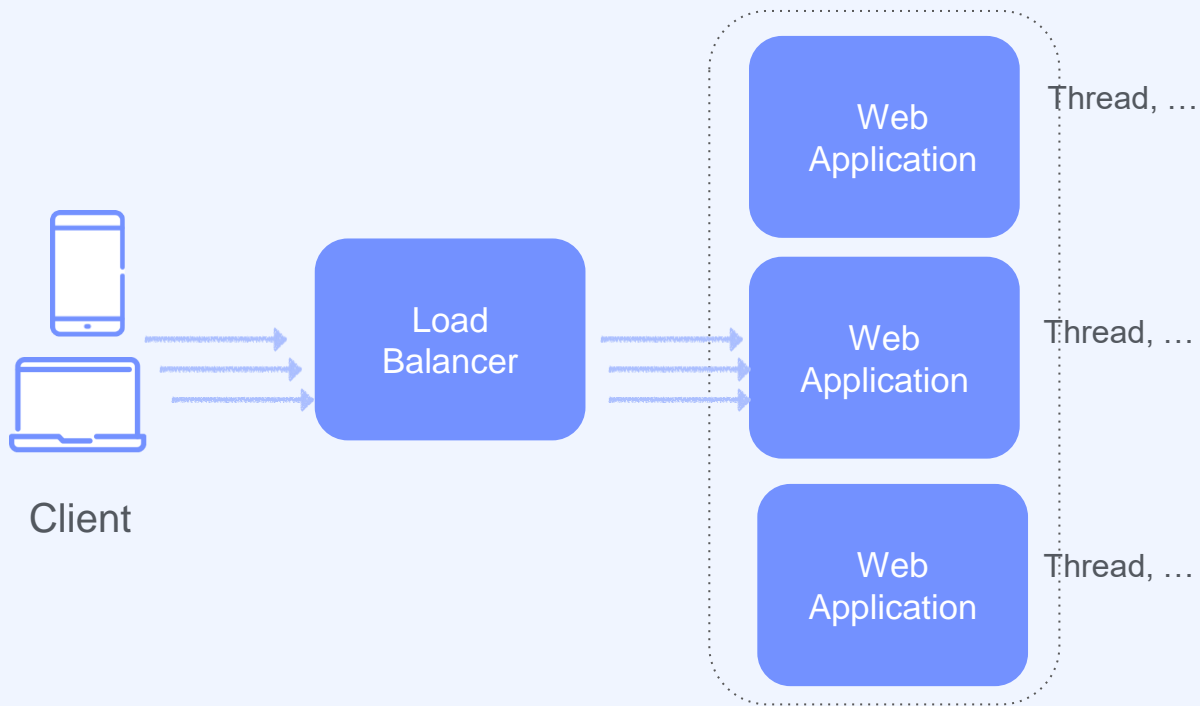 Web
Application
Thread, …
Load
Balancer
Web
Application
Thread, …
Client
Web
Application
Thread, …